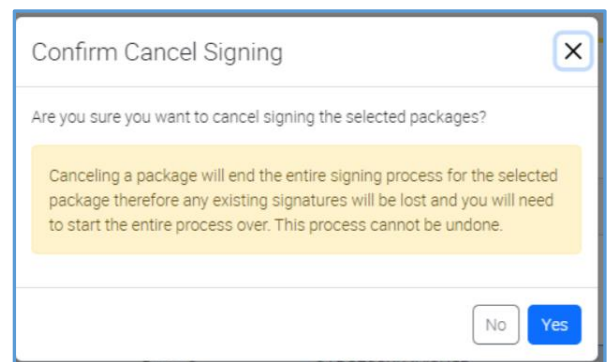 Confirm Cancel Signing
Are you sure you want to cancel signing the selected packages?
Canceling a package will end the entire signing process for the selected
package therefore any existing signatures will be lost and you will need
to start the entire process over. This process cannot be undone.
No Yes